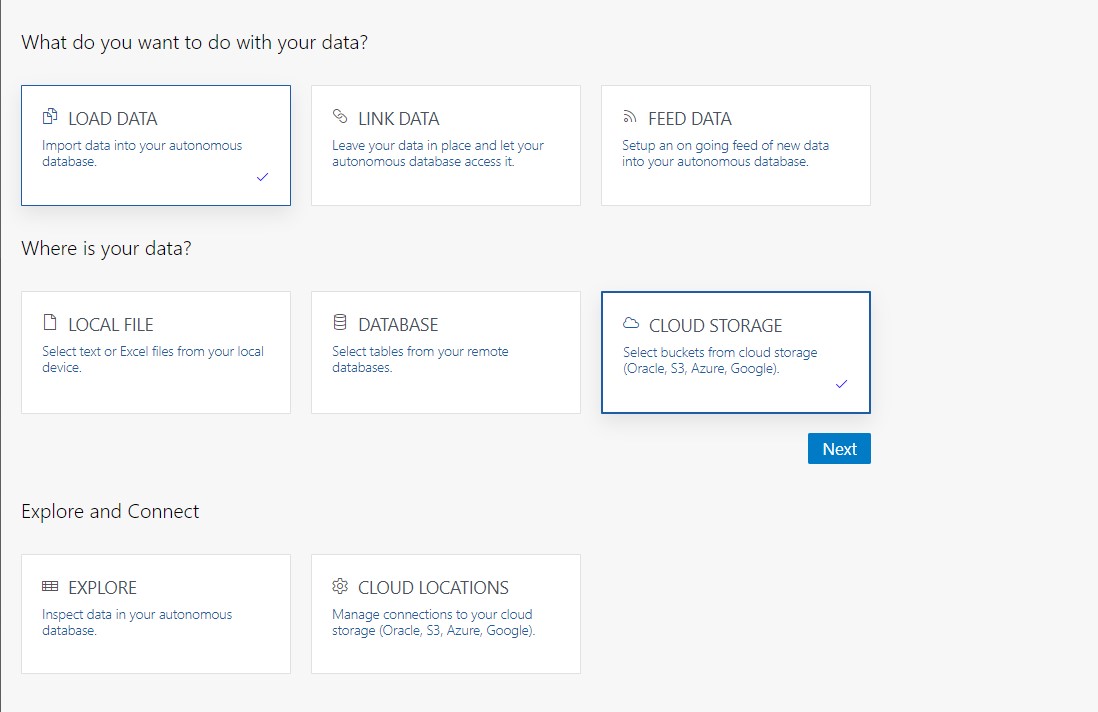 What do you want to do with your data?
LOAD DATA
Import data into your autonomous
database.
LINK DATA
Leave your data in place and let your
autonomous database access it.
FEED DATA
Setup an on going feed of new data
into your autonomous database.
Where is your data?
LOCAL FILE
Select text or Excel files from your local
device.
DATABASE
Select tables from your remote
databases.
CLOUD STORAGE
Select buckets from cloud storage
(Oracle, S3, Azure, Google).
Next
Explore and Connect
EXPLORE
Inspect data in your autonomous
database.
CLOUD LOCATIONS
Manage connections to your cloud
storage (Oracle, S3, Azure, Google).